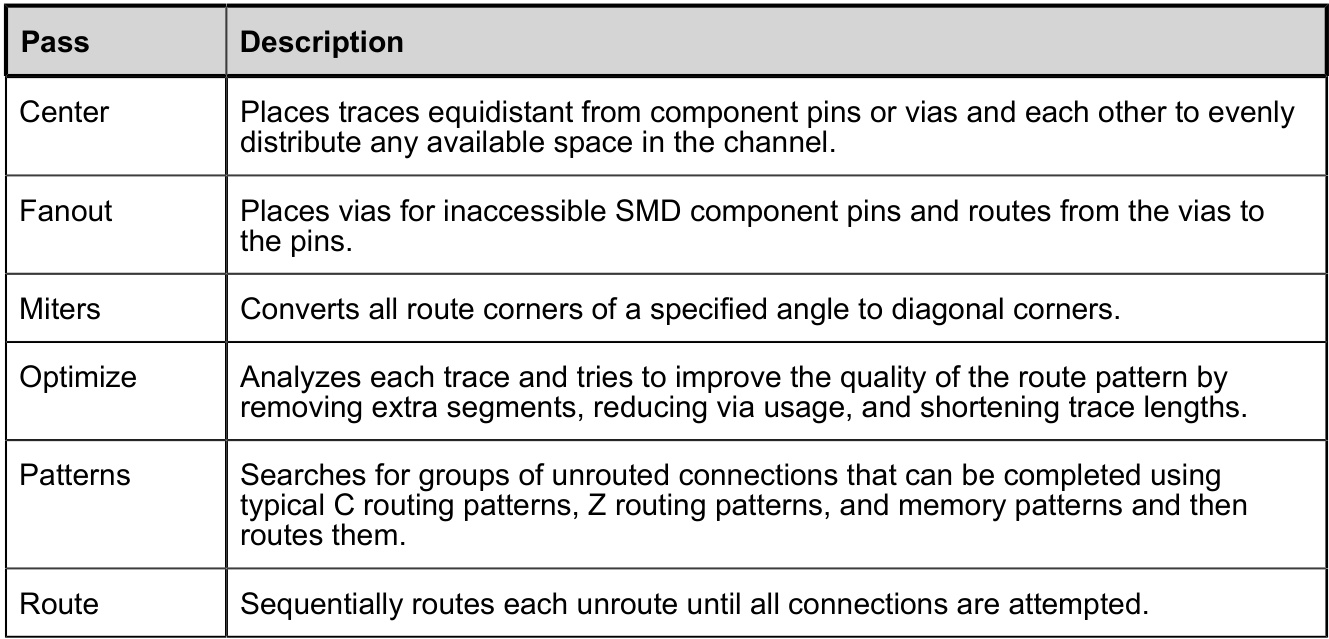 Pass Description
Center Places traces equidistant from component pins or vias and each other to evenly
distribute any available space in the channel.
Fanout Places vias for inaccessible SMD component pins and routes from the vias to
the pins.
Miters Converts all route corners of a specified angle to diagonal corners.
Optimize Analyzes each trace and tries to improve the quality of the route pattern by
removing extra segments, reducing via usage, and shortening trace lengths.
Patterns Searches for groups of unrouted connections that can be completed using
typical C routing patterns, Z routing patterns, and memory patterns and then
routes them.
Route Sequentially routes each unroute until all connections are attempted.